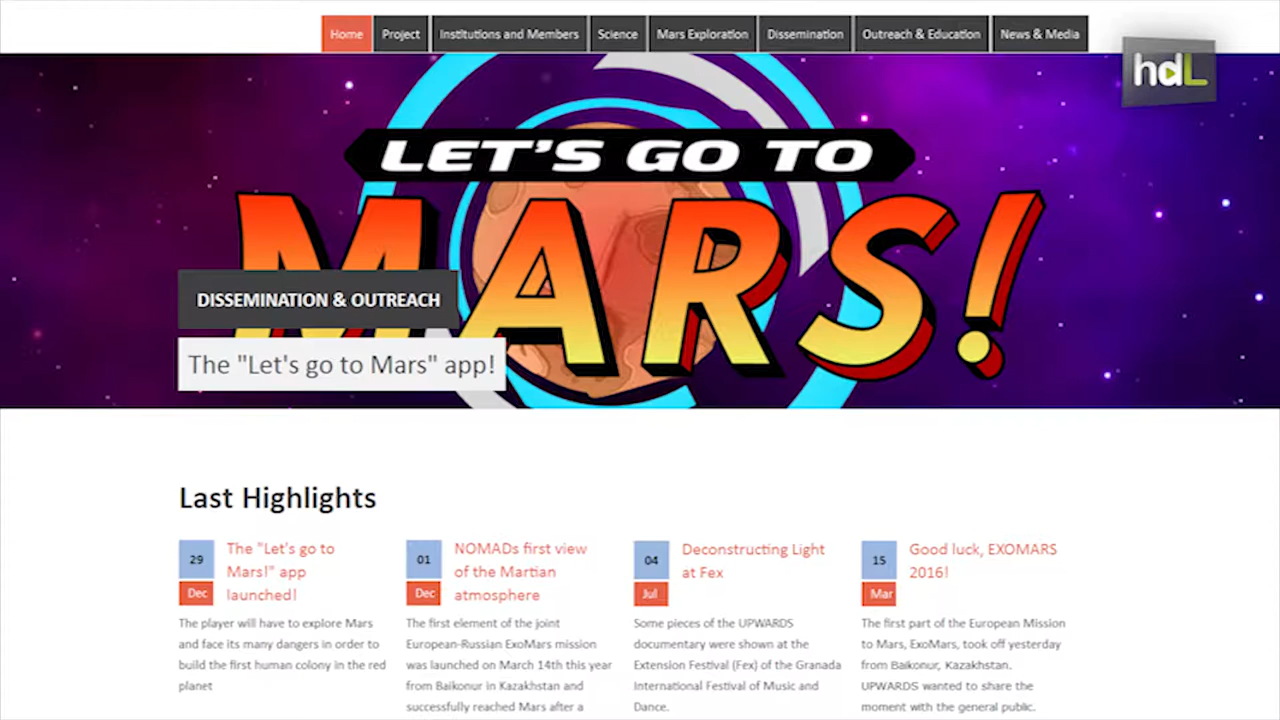 Home Project Institutions and Members Science Mars Exploration Dissemination Outreach & Education News & Media
hdL
LET'S GO TO
MARS!
DISSEMINATION & OUTREACH
The "Let's go to Mars" app!
Last Highlights
29
Dec
The "Let's go to
Mars!" app
launched!
The player will have to explore Mars
and face its many dangers in order to
build the first human colony in the red
planet
01
Dec
NOMADs first view
of the Martian
atmosphere
The first element of the joint
European-Russian ExoMars mission
was launched on March 14th this year
from Baikonur in Kazakhstan and
successfully reached Mars after a
04
Jul
Deconstructing Light
at Fex
Some pieces of the UPWARDS
documentary were shown at the
Extension Festival (Fex) of the Granada
International Festival of Music and
Dance.
15
Mar
Good luck, EXOMARS
2016!
The first part of the European Mission
to Mars, ExoMars, took off yesterday
from Baikonur, Kazakhstan.
UPWARDS wanted to share the
moment with the general public.